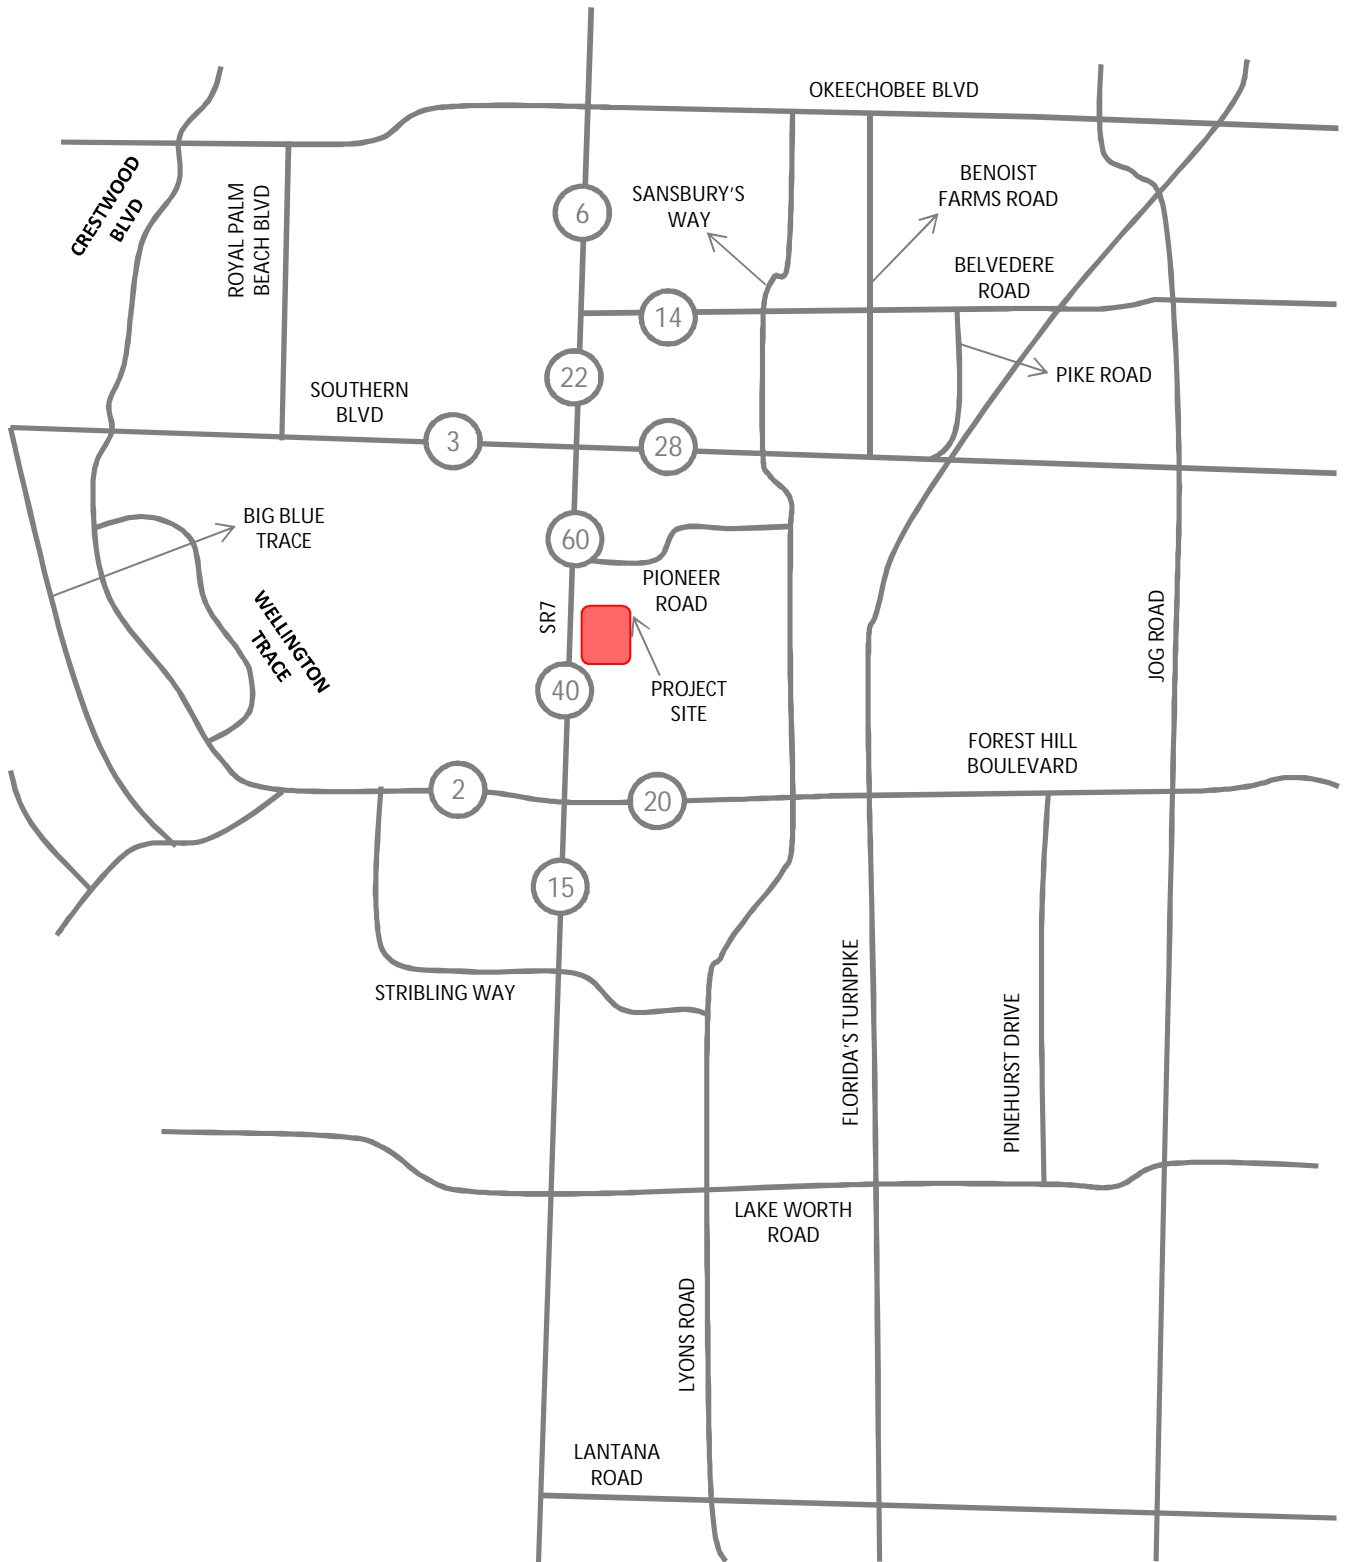 OKEECHOBEE BLVD
CRESTWOOD
BLVD
ROYAL PALM
BEACH BLVD
6
SANSBURY'S
WAY
BENOIST
FARMS ROAD
BELVEDERE
ROAD
14
22
PIKE ROAD
SOUTHERN
BLVD
3
28
BIG BLUE
TRACE
60
PIONEER
ROAD
WELLINGTON
TRACE
SR7
JOG ROAD
40
PROJECT
SITE
FOREST HILL
BOULEVARD
2
20
15
STRIBLING WAY
FLORIDA'S TURNPIKE
PINEHURST DRIVE
LAKE WORTH
ROAD
LYONS ROAD
LANTANA
ROAD